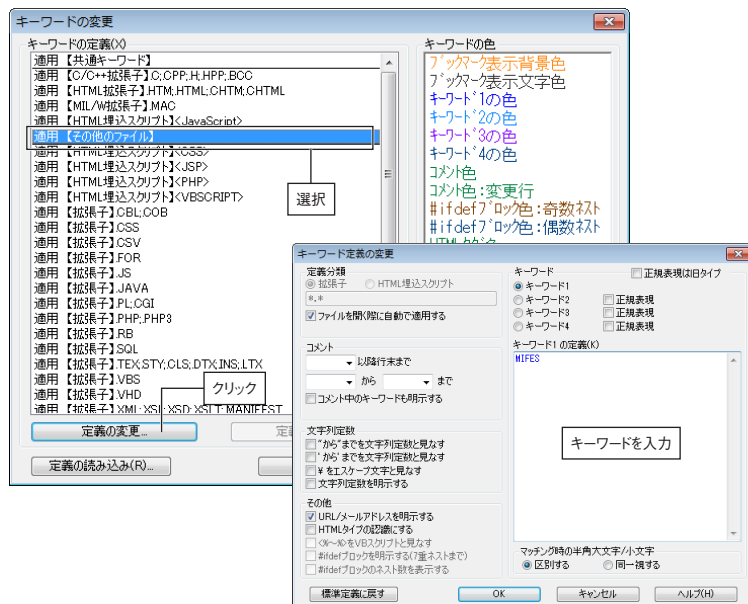 キーワードの変更
キーワードの定義(X)
適用 【共通キーワード】
適用 【C/C++拡張子】C;CPP;H;HPP;BCC
適用 【HTML拡張子】HTM;HTML;CHTM;CHTML
適用 【MIL/W拡張子】MAC
適用 【HTML埋込スクリプト】<JavaScript>
適用 【その他のファイル】
適用 【HTML埋込スクリプト】<CSS>
適用 【HTML埋込スクリプト】<JSP>
適用 【HTML埋込スクリプト】<PHP>
適用 【HTML埋込スクリプト】<VBSCRIPT>
適用 【拡張子】CBL;COB
適用 【拡張子】CSS
適用 【拡張子】CSV
適用 【拡張子】FOR
適用 【拡張子】JS
適用 【拡張子】JAVA
適用 【拡張子】PL;CGI
適用 【拡張子】PHP;PHP3
適用 【拡張子】RB
適用 【拡張子】SQL
適用 【拡張子】TEX;STY;CLS;DTX;INS;LTX
適用 【拡張子】VBS
適用 【拡張子】VHD
適用 【拡張子】XML;XSL;XSD;XSLT;MANIFEST
選択
クリック
定義の変更...
定義の読み込み(R)...
キーワードの色
ブックマーク表示背景色
ブックマーク表示文字色
キーワード1の色
キーワード2の色
キーワード3の色
キーワード4の色
コメント色
コメント色:変更行
#ifdefブロック色:奇数ネスト
#ifdefブロック色:偶数ネスト
キーワード定義の変更
定義分類
拡張子 HTML埋込スクリプト
*.*
ファイルを開く際に自動で適用する
コメント
以降行末まで
から まで
コメント中のキーワードも明示する
文字列定数
"から"までを文字列定数と見なす
'から'までを文字列定数と見なす
¥ をエスケープ文字と見なす
文字列定数を明示する
その他
URL/メールアドレスを明示する
HTMLタイプの認識にする
<%~%>をVBスクリプトと見なす
#ifdefブロックを明示する(7重ネストまで)
#ifdefブロックのネスト数を表示する
キーワード 正規表現は旧タイプ
キーワード1
キーワード2 正規表現
キーワード3 正規表現
キーワード4 正規表現
キーワード1 の定義(K)
MIFES
キーワードを入力
マッチング時の半角大文字/小文字
区別する 同一視する
標準定義に戻す OK キャンセル ヘルプ(H)